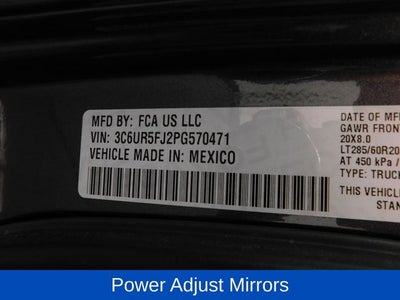 MFD BY: FCA US LLC
VIN: 3C6UR5FJ2PG570471
VEHICLE MADE IN: MEXICO
DATE OF MF
GAWR FRONT
20X8.0
LT285/60R20
AT 450 kPa/
TYPE: TRUCK
THIS VEHICLE
STAN
Power Adjust Mirrors